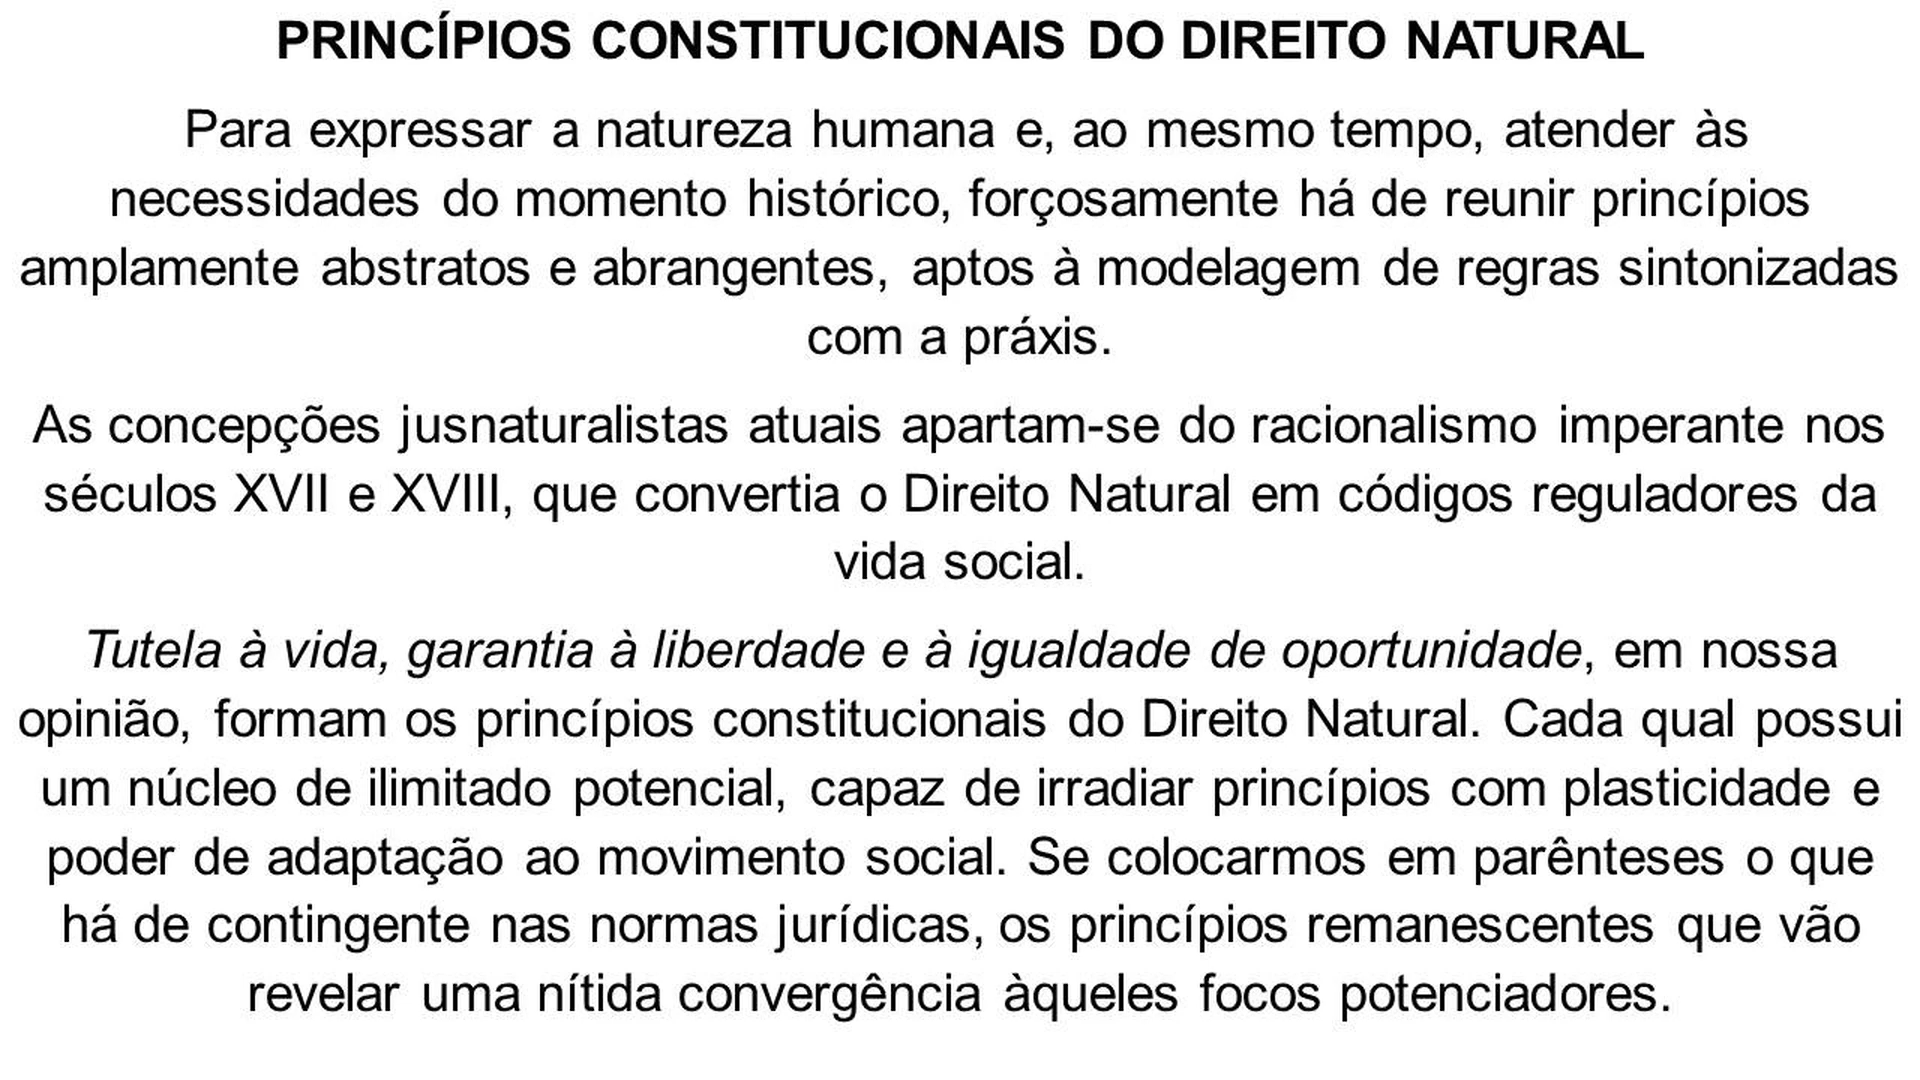 PRINCÍPIOS CONSTITUCIONAIS DO DIREITO NATURAL
Para expressar a natureza humana e, ao mesmo tempo, atender às
necessidades do momento histórico, forçosamente há de reunir princípios
amplamente abstratos e abrangentes, aptos à modelagem de regras sintonizadas
com a práxis.
As concepções jusnaturalistas atuais apartam-se do racionalismo imperante nos
séculos XVII e XVIII, que convertia o Direito Natural em códigos reguladores da
vida social.
Tutela à vida, garantia à liberdade e à igualdade de oportunidade, em nossa
opinião, formam os princípios constitucionais do Direito Natural. Cada qual possui
um núcleo de ilimitado potencial, capaz de irradiar princípios com plasticidade e
poder de adaptação ao movimento social. Se colocarmos em parênteses o que
há de contingente nas normas jurídicas, os princípios remanescentes que vão
revelar uma nítida convergência àqueles focos potenciadores.